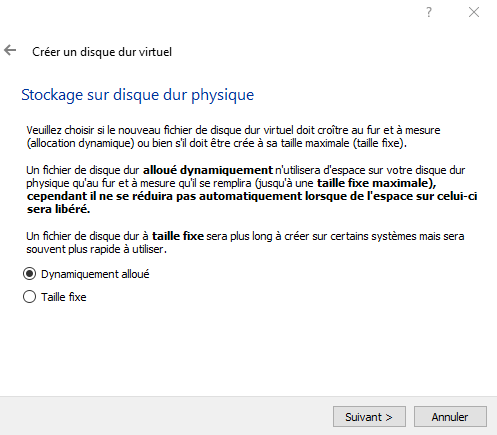 ?
Créer un disque dur virtuel
Stockage sur disque dur physique
Veuillez choisir si le nouveau fichier de disque dur virtuel doit croître au fur et à mesure
(allocation dynamique) ou bien s'il doit être crée à sa taille maximale (taille fixe).
Un fichier de disque dur alloué dynamiquement n'utilisera d'espace sur votre disque dur
physique qu'au fur et à mesure qu'il se remplira (jusqu'à une taille fixe maximale),
cependant il ne se réduira pas automatiquement lorsque de l'espace sur celui-ci
sera libéré.
Un fichier de disque dur à taille fixe sera plus long à créer sur certains systèmes mais sera
souvent plus rapide à utiliser.
Dynamiquement alloué
Taille fixe
Suivant >
Annuler